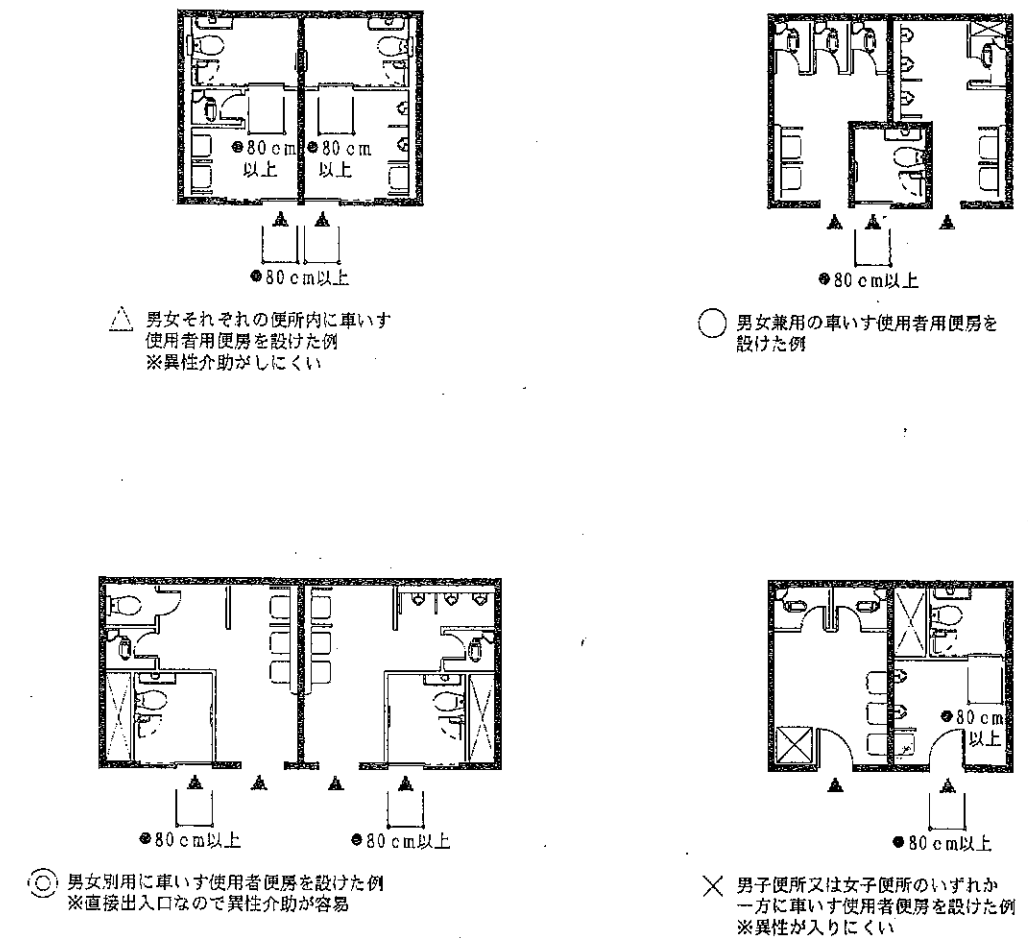 ●80cm
以上
●80cm
以上
●80cm以上
△ 男女それぞれの便所内に車いす
使用者用便房を設けた例
※異性介助がしにくい
●80cm以上
○ 男女兼用の車いす使用者用便房を
設けた例
●80cm以上
●80cm以上
◎ 男女別用に車いす使用者便房を設けた例
※直接出入口なので異性介助が容易
●80cm
以上
●80cm以上
× 男子便所又は女子便所のいずれか
一方に車いす使用者便房を設けた例
※異性が入りにくい